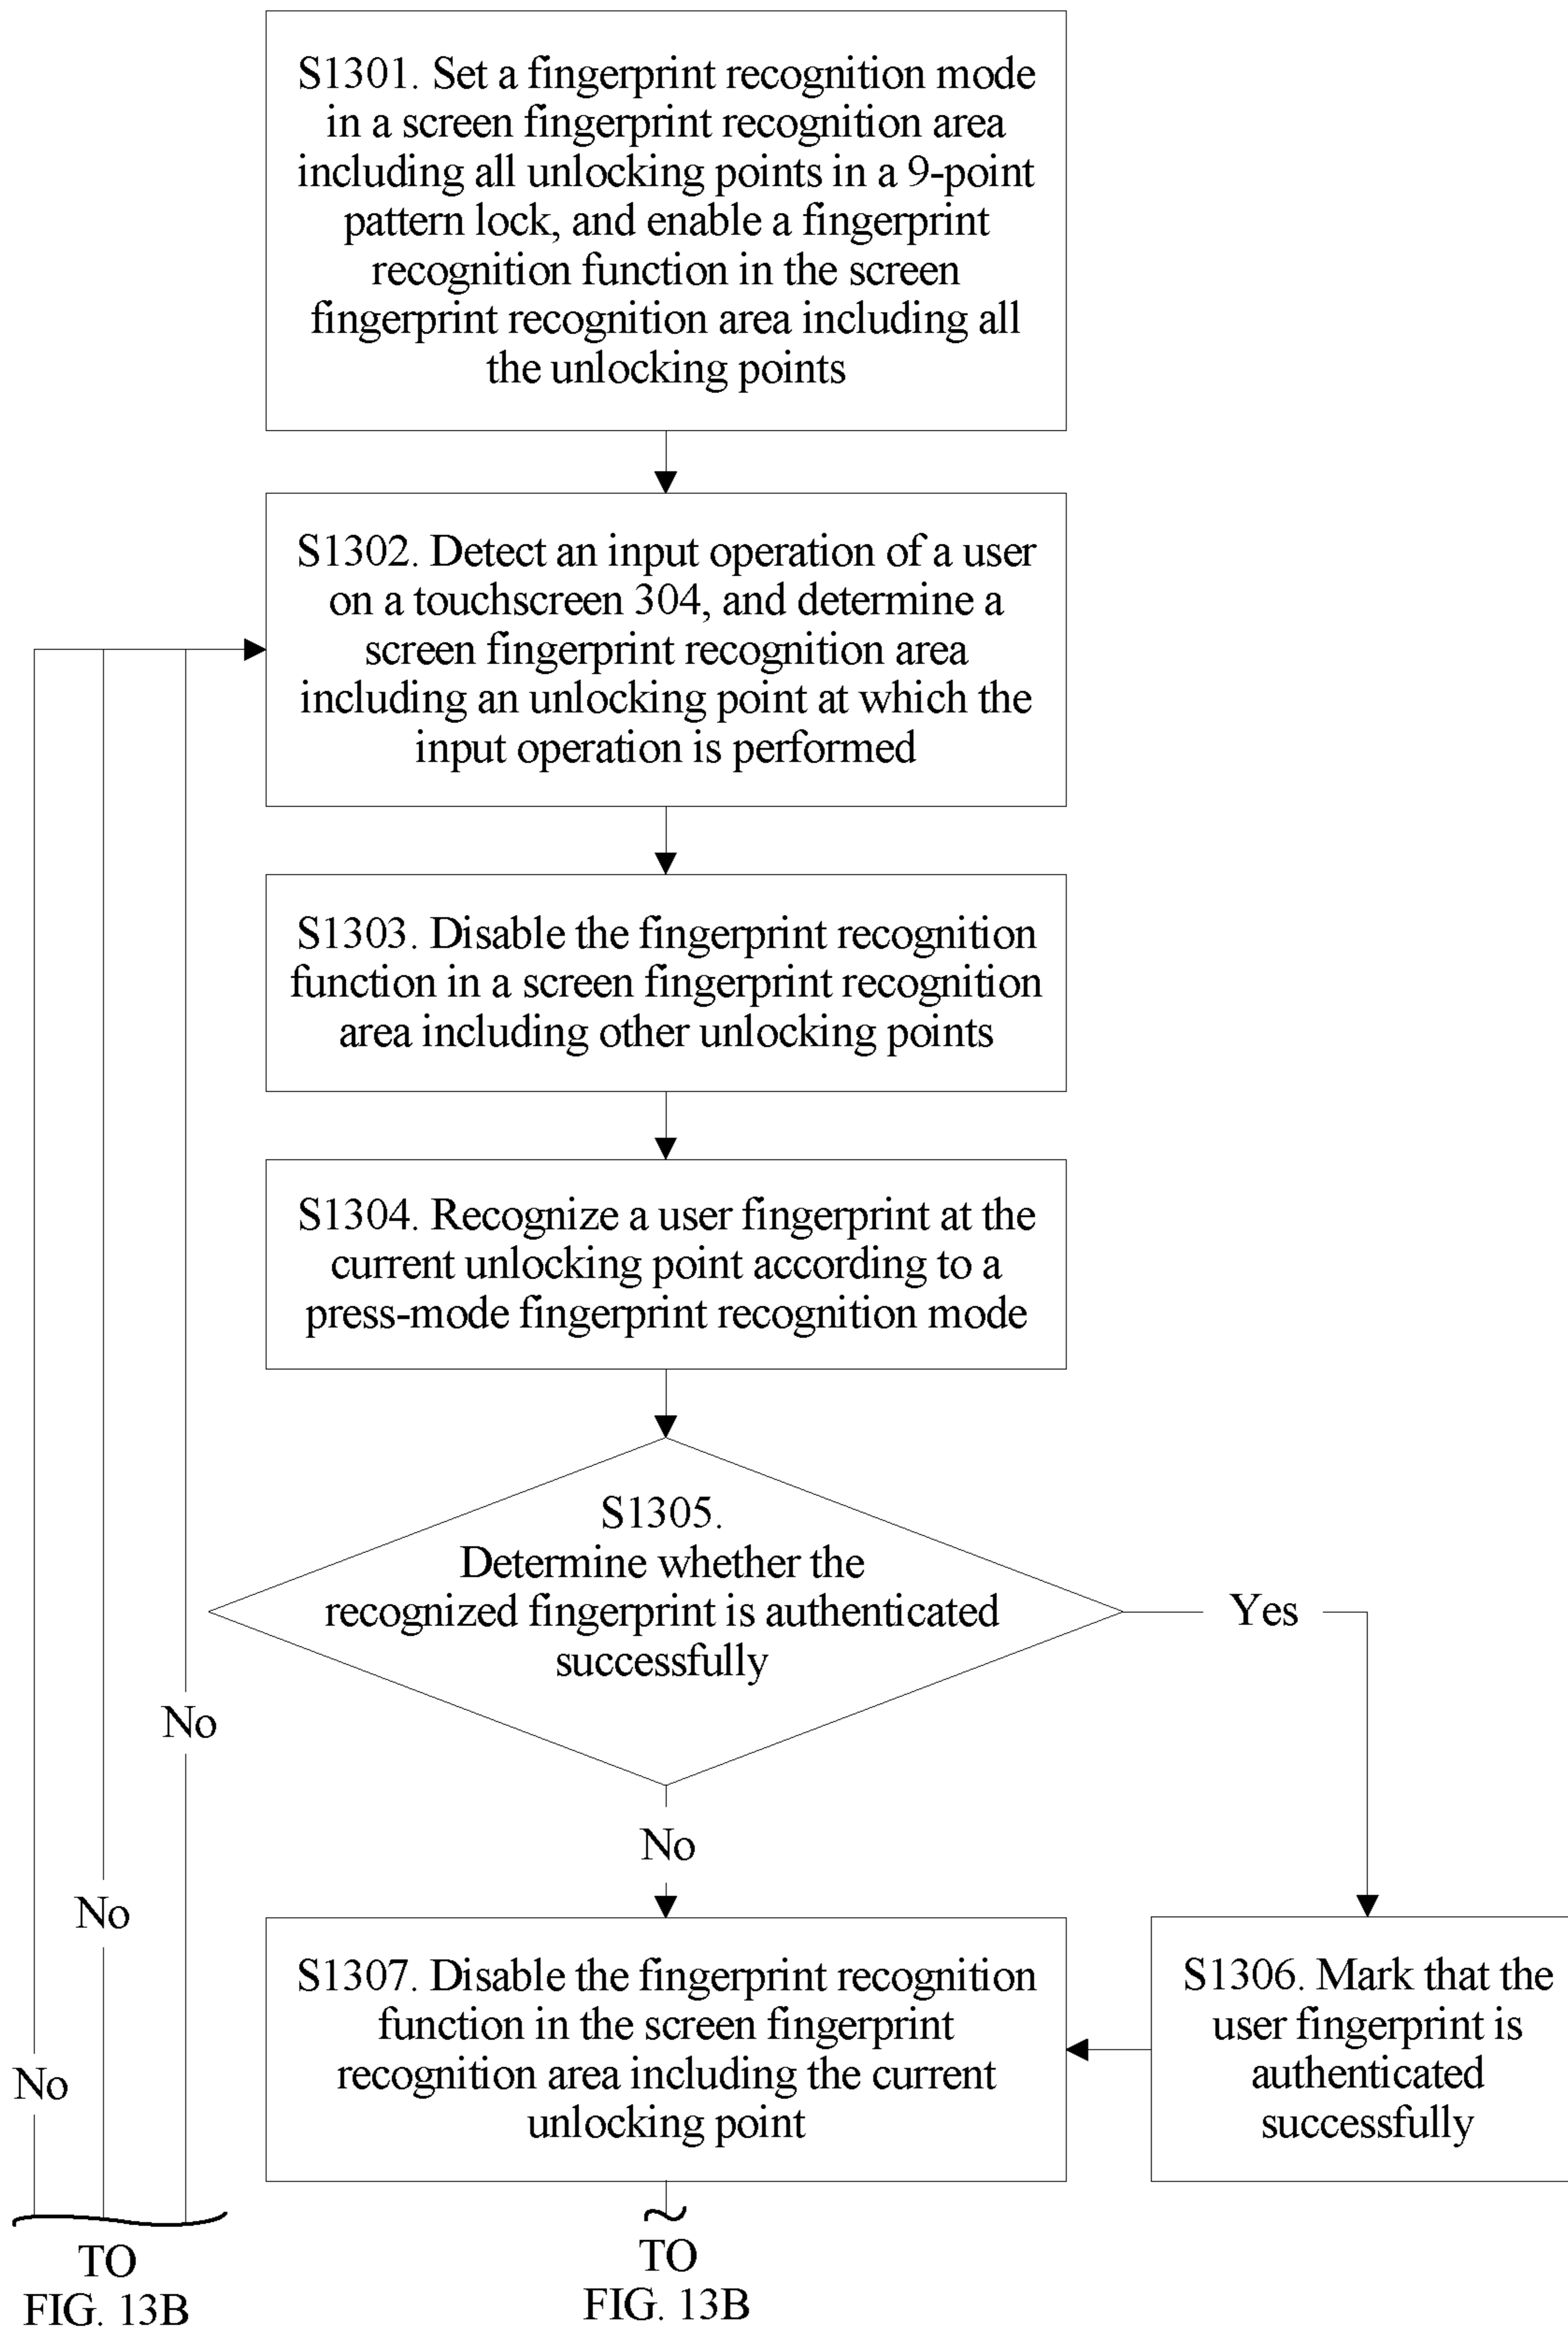 S1301. Set a fingerprint recognition mode
in a screen fingerprint recognition area
including all unlocking points in a 9-point
pattern lock, and enable a fingerprint
recognition function in the screen
fingerprint recognition area including all
the unlocking points
S1302. Detect an input operation of a user
on a touchscreen 304, and determine a
screen fingerprint recognition area
including an unlocking point at which the
input operation is performed
S1303. Disable the fingerprint recognition
function in a screen fingerprint recognition
area including other unlocking points
S1304. Recognize a user fingerprint at the
current unlocking point according to a
press-mode fingerprint recognition mode
S1305.
Determine whether the
recognized fingerprint is authenticated
successfully
Yes
No
No
No
S1307. Disable the fingerprint recognition
function in the screen fingerprint
recognition area including the current
unlocking point
S1306. Mark that the
user fingerprint is
authenticated
successfully
No
TO
FIG. 13B
TO
FIG. 13B